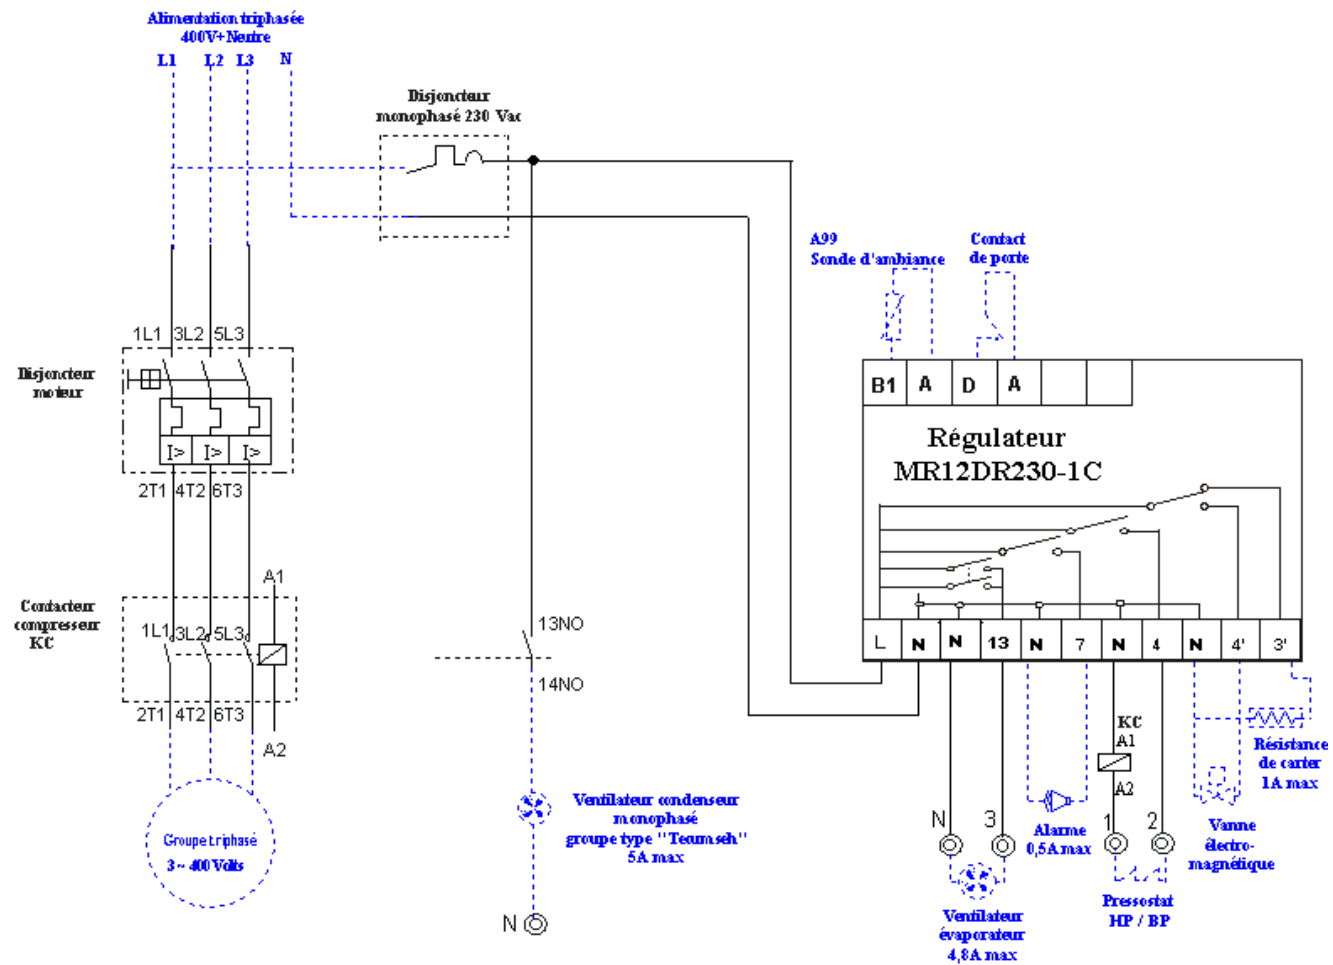 Alimentation triphasée
400V+Neutre
L1 L2 L3 N
Disjoncteur
monophasé 230 Vac
A99
Sonde d'ambiance
Contact
de porte
1L1 3L2 5L3
Disjoncteur
moteur
I> I> I>
2T1 4T2 6T3
B1 A D A
Régulateur
MR12DR230-1C
A1
Contacteur
compresseur
KC
1L1 3L2 5L3
2T1 4T2 6T3
A2
13NO
14NO
L N N 13 N 7 N 4 N 4' 3'
KC
A1
A2
Résistance
de carter
1A max
Groupe triphasé
3 ~ 400 Volts
Ventilateur condenseur
monophasé
groupe type "Tecumseh"
5A max
N
N 3
Alarme
0,5A max
1 2
Vanne
électro-
magnétique
Ventilateur
évaporateur
4,8A max
Pressostat
HP / BP